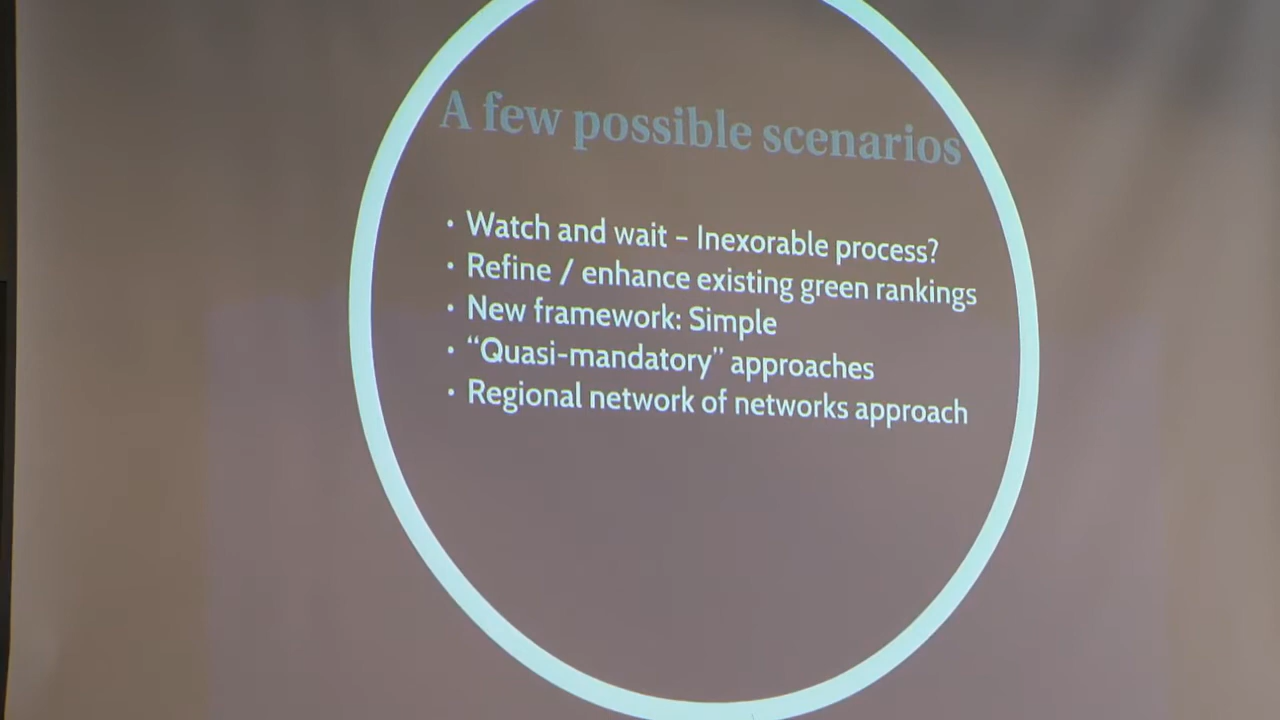 A few possible scenarios
• Watch and wait – Inexorable process?
• Refine / enhance existing green rankings
• New framework: Simple
• “Quasi-mandatory” approaches
• Regional network of networks approach